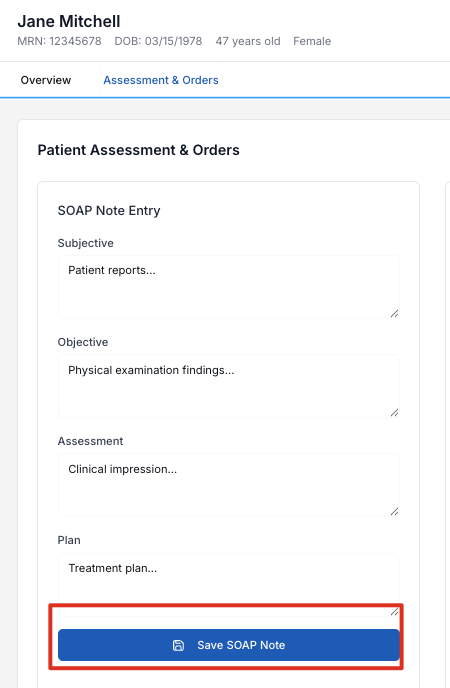 Jane Mitchell
MRN: 12345678 DOB: 03/15/1978 47 years old Female
Overview Assessment & Orders
Patient Assessment & Orders
SOAP Note Entry
Subjective
Patient reports...
Objective
Physical examination findings...
Assessment
Clinical impression...
Plan
Treatment plan...
Save SOAP Note